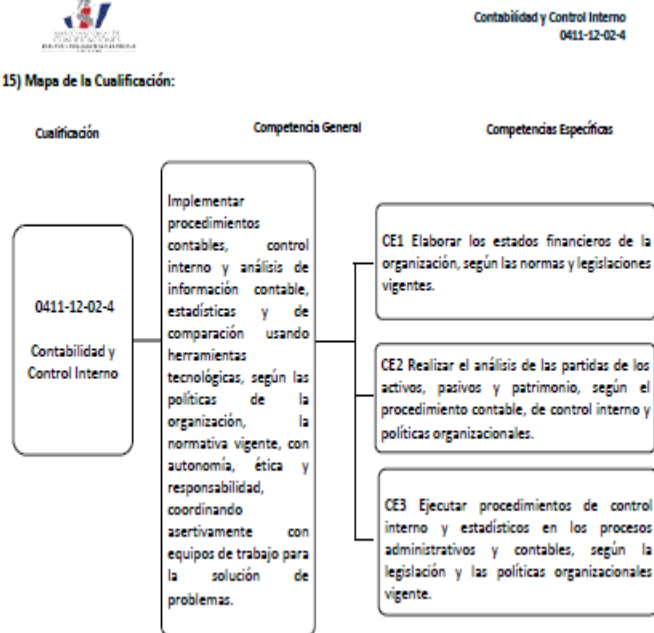 Contabilidad y Control Interno
0411-12-02-4
15) Mapa de la Cualificación:
Cualificación
Competencia General
Competencias Específicas
0411-12-02-4
Contabilidad y
Control Interno
Implementar
procedimientos
contables, control
interno y análisis de
información contable,
estadísticas y de
comparación usando
herramientas
tecnológicas, según las
políticas de la
organización, la
normativa vigente, con
autonomía, ética y
responsabilidad,
coordinando
asertivamente con
equipos de trabajo para
la solución de
problemas.
CE1 Elaborar los estados financieros de la
organización, según las normas y legislaciones
vigentes.
CE2 Realizar el análisis de las partidas de los
activos, pasivos y patrimonio, según el
procedimiento contable, de control interno y
políticas organizacionales.
CE3 Ejecutar procedimientos de control
interno y estadísticos en los procesos
administrativos y contables, según la
legislación y las políticas organizacionales
vigente.